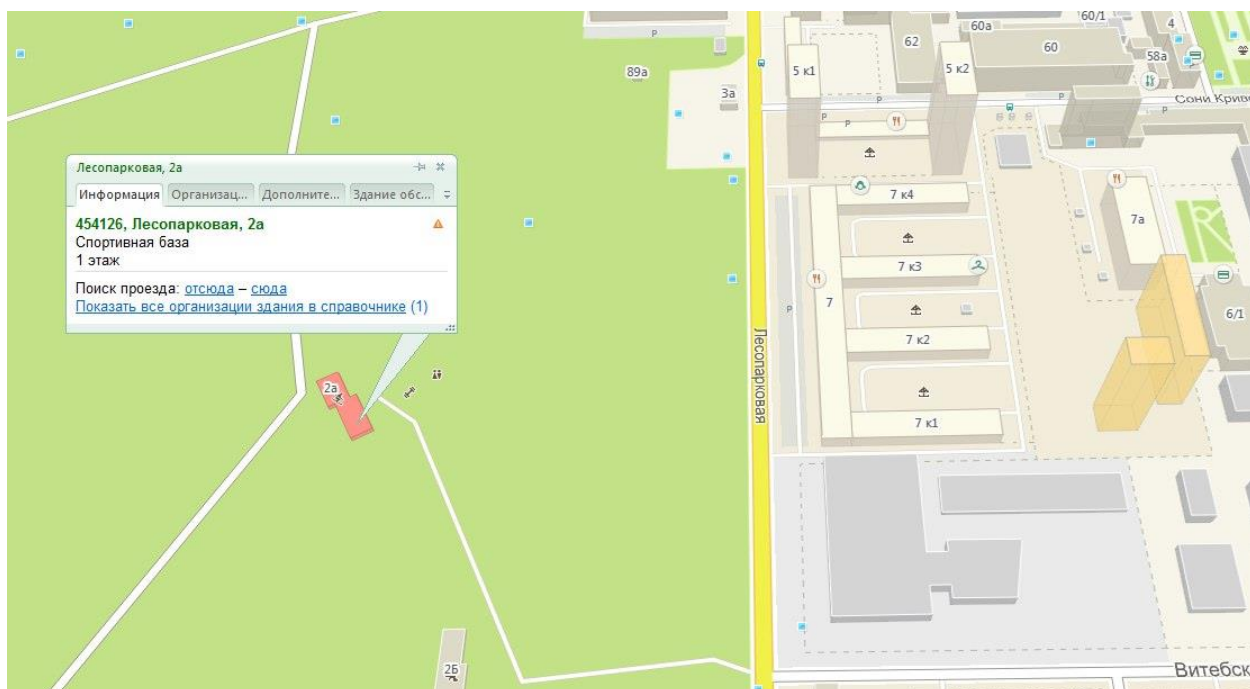 60/1
60а
4
62
60
58а
5 к1
5 к2
P
89а
3а
P
P
Сони Крив
P
P
Лесопарковая, 2а
Информация
Организац...
Дополните...
Здание обс...
454126, Лесопарковая, 2а
Спортивная база
1 этаж
Поиск проезда: отсюда – сюда
Показать все организации здания в справочнике (1)
7 к4
7а
7 к3
7
P
6/1
7 к2
Лесопарковая
2а
7 к1
2Б
Витебск